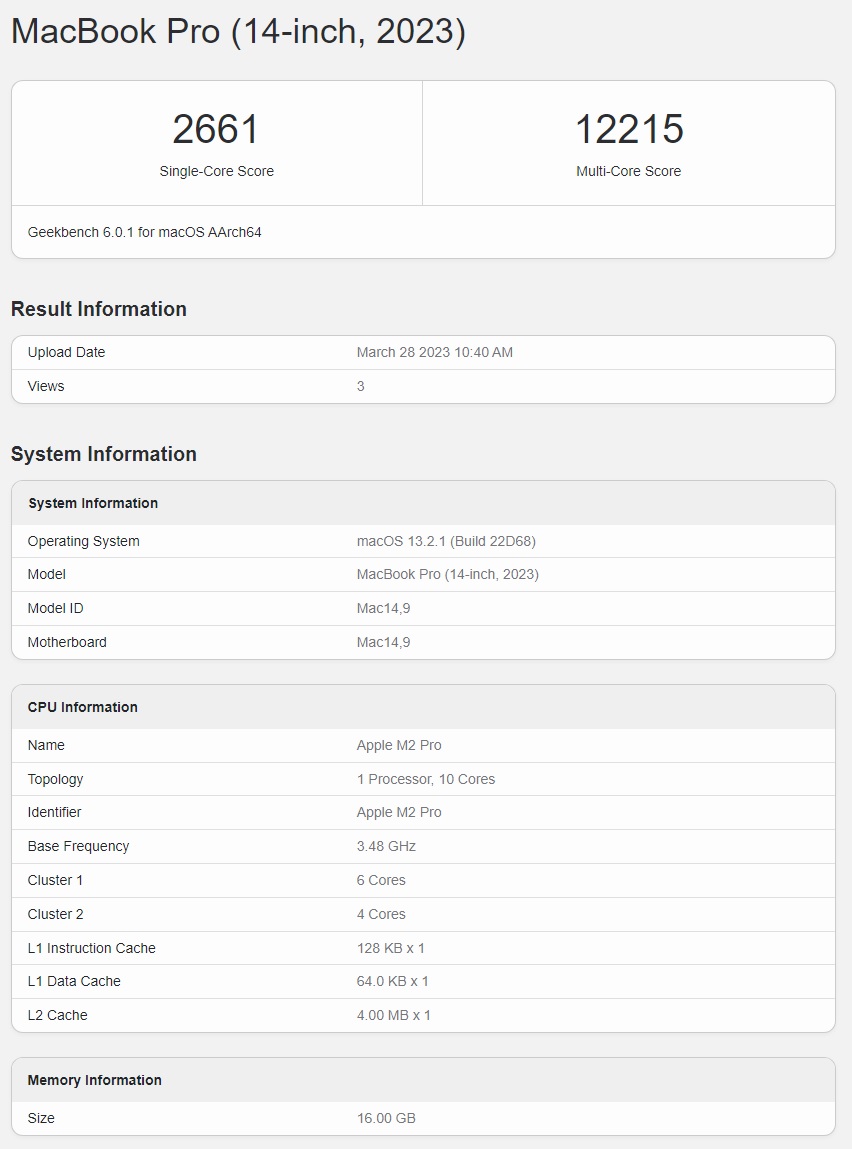 MacBook Pro (14-inch, 2023)
2661
Single-Core Score
12215
Multi-Core Score
Geekbench 6.0.1 for macOS AArch64
Result Information
Upload Date March 28 2023 10:40 AM
Views 3
System Information
System Information
Operating System macOS 13.2.1 (Build 22D68)
Model MacBook Pro (14-inch, 2023)
Model ID Mac14,9
Motherboard Mac14,9
CPU Information
Name Apple M2 Pro
Topology 1 Processor, 10 Cores
Identifier Apple M2 Pro
Base Frequency 3.48 GHz
Cluster 1 6 Cores
Cluster 2 4 Cores
L1 Instruction Cache 128 KB x 1
L1 Data Cache 64.0 KB x 1
L2 Cache 4.00 MB x 1
Memory Information
Size 16.00 GB